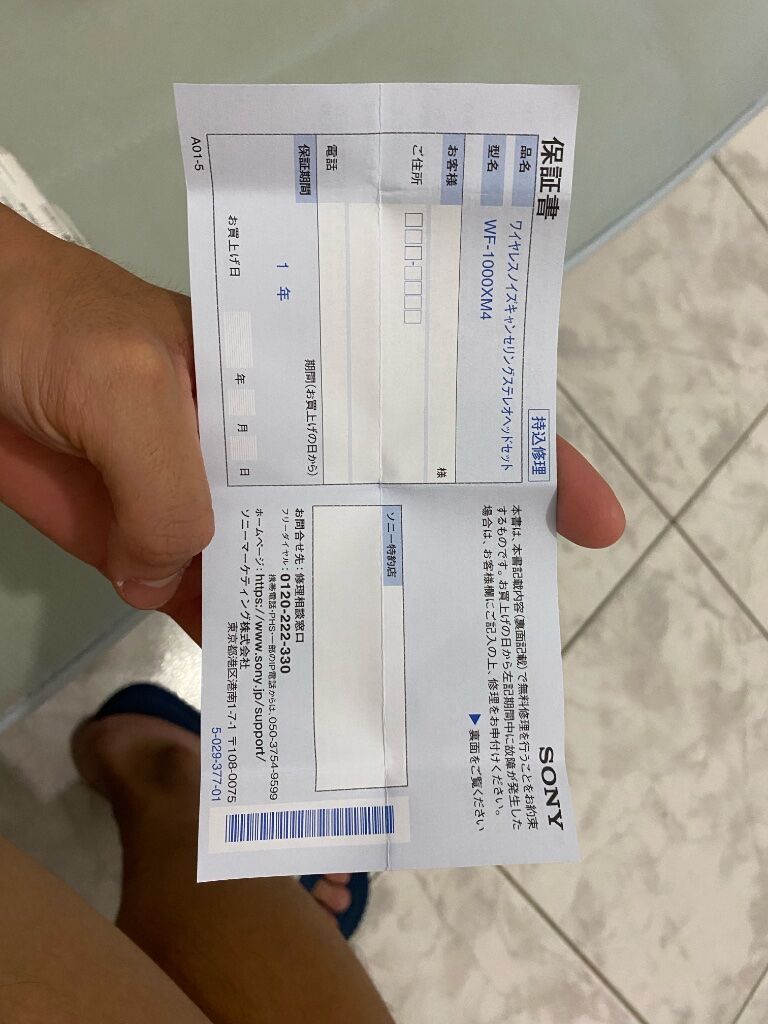 保証書
持込修理
品名 ワイヤレスノイズキャンセリングステレオヘッドセット
型名 WF-1000XM4
お客様
様
ご住所
-
電話
保証期間
1 年
期間(お買上げの日から)
お買上げ日 年 月 日
A01-5
SONY
本書は、本書記載内容(裏面記載)で無料修理を行うことをお約束
するものです。お買上げの日から左記期間中に故障が発生した
場合は、お客様欄にご記入の上、修理をお申付けください。
▶裏面をご覧ください
ソニー特約店
お問合せ先：修理相談窓口
フリーダイヤル：0120-222-330
携帯電話・PHS・一部のIP電話からは、050-3754-9599
ホームページ：https://www.sony.jp/support/
ソニーマーケティング株式会社
東京都港区港南1-7-1 〒108-0075
5-029-377-01